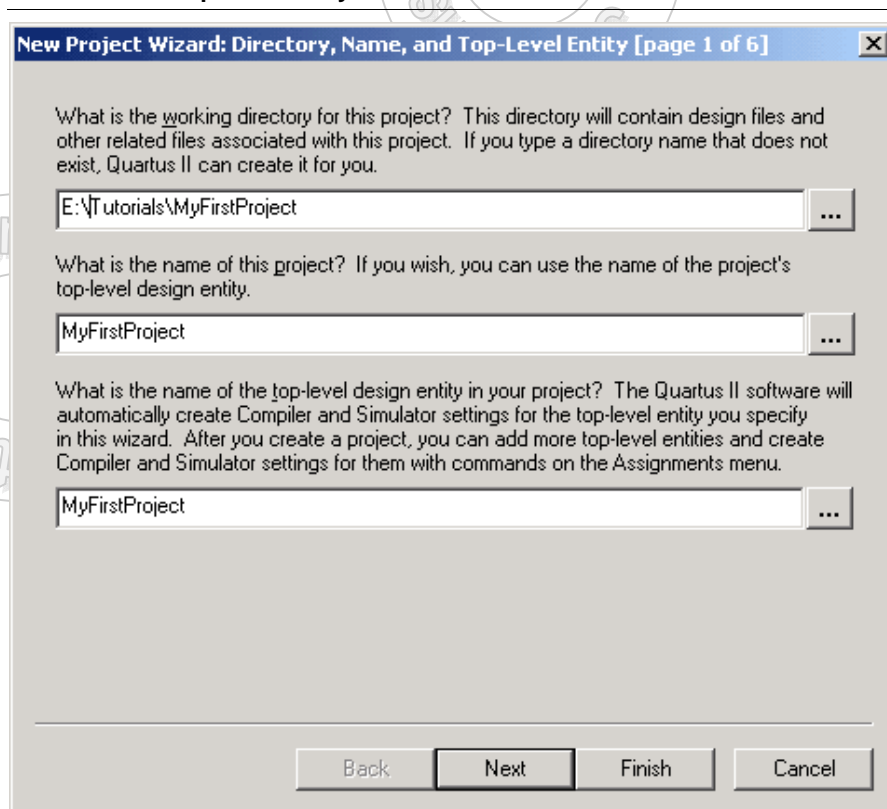 New Project Wizard: Directory, Name, and Top-Level Entity [page 1 of 6]
What is the working directory for this project? This directory will contain design files and
other related files associated with this project. If you type a directory name that does not
exist, Quartus II can create it for you.
E:\Tutorials\MyFirstProject
...
What is the name of this project? If you wish, you can use the name of the project's
top-level design entity.
MyFirstProject
...
What is the name of the top-level design entity in your project? The Quartus II software will
automatically create Compiler and Simulator settings for the top-level entity you specify
in this wizard. After you create a project, you can add more top-level entities and create
Compiler and Simulator settings for them with commands on the Assignments menu.
MyFirstProject
...
Back Next Finish Cancel